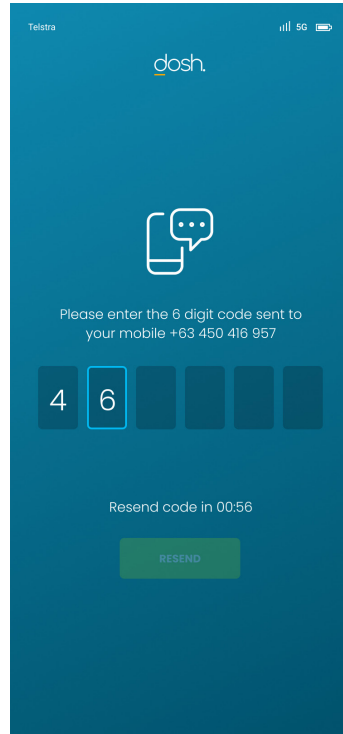 Telstra 5G
dosh.
Please enter the 6 digit code sent to
your mobile +63 450 416 957
4 6
Resend code in 00:56
RESEND